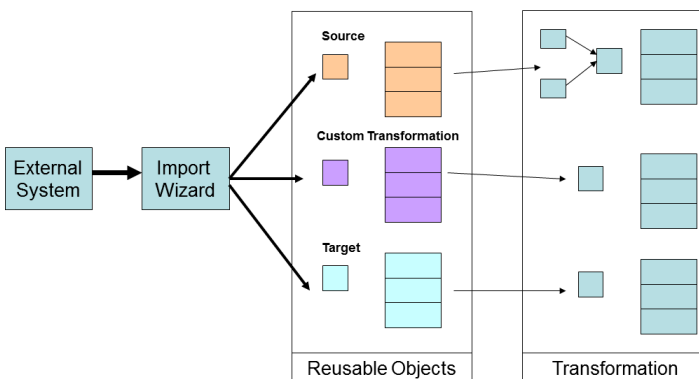 Source
Custom Transformation
External
System
Import
Wizard
Target
Reusable Objects
Transformation